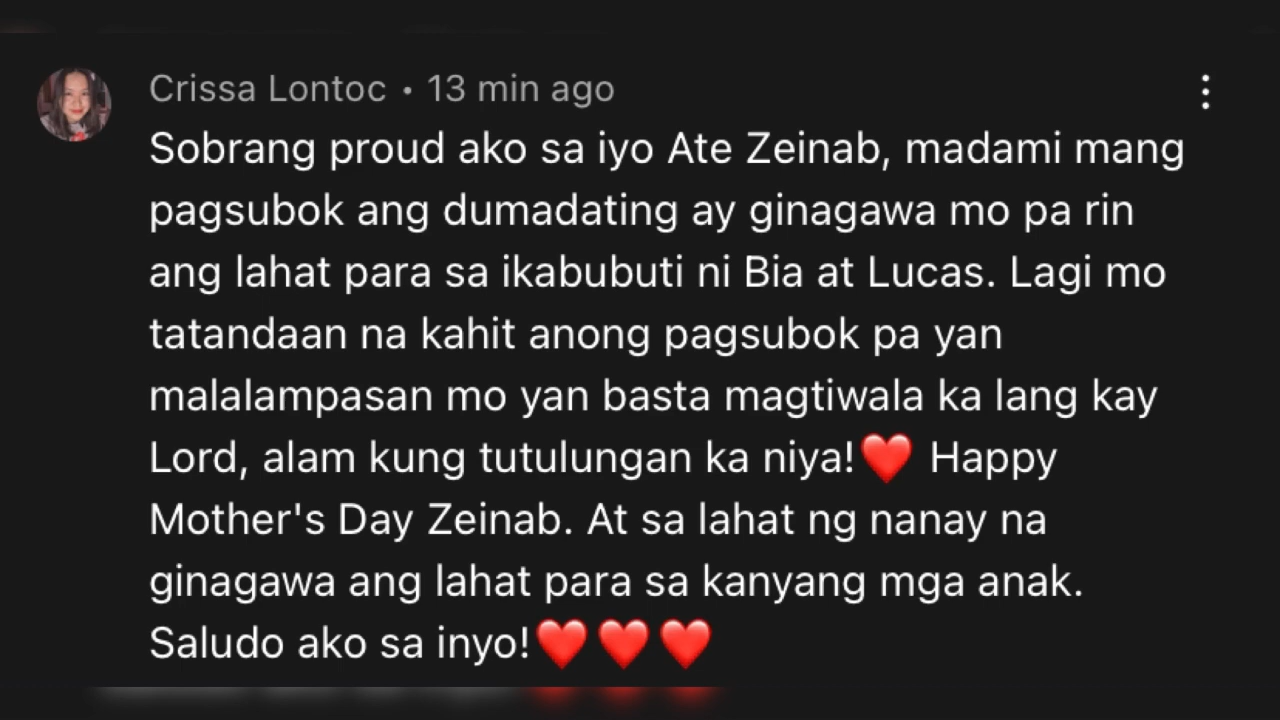 Crissa Lontoc • 13 min ago
Sobrang proud ako sa iyo Ate Zeinab, madami mang
pagsubok ang dumadating ay ginagawa mo pa rin
ang lahat para sa ikabubuti ni Bia at Lucas. Lagi mo
tatandaan na kahit anong pagsubok pa yan
malalampasan mo yan basta magtiwala ka lang kay
Lord, alam kung tutulungan ka niya!❤️ Happy
Mother's Day Zeinab. At sa lahat ng nanay na
ginagawa ang lahat para sa kanyang mga anak.
Saludo ako sa inyo!❤️❤️❤️